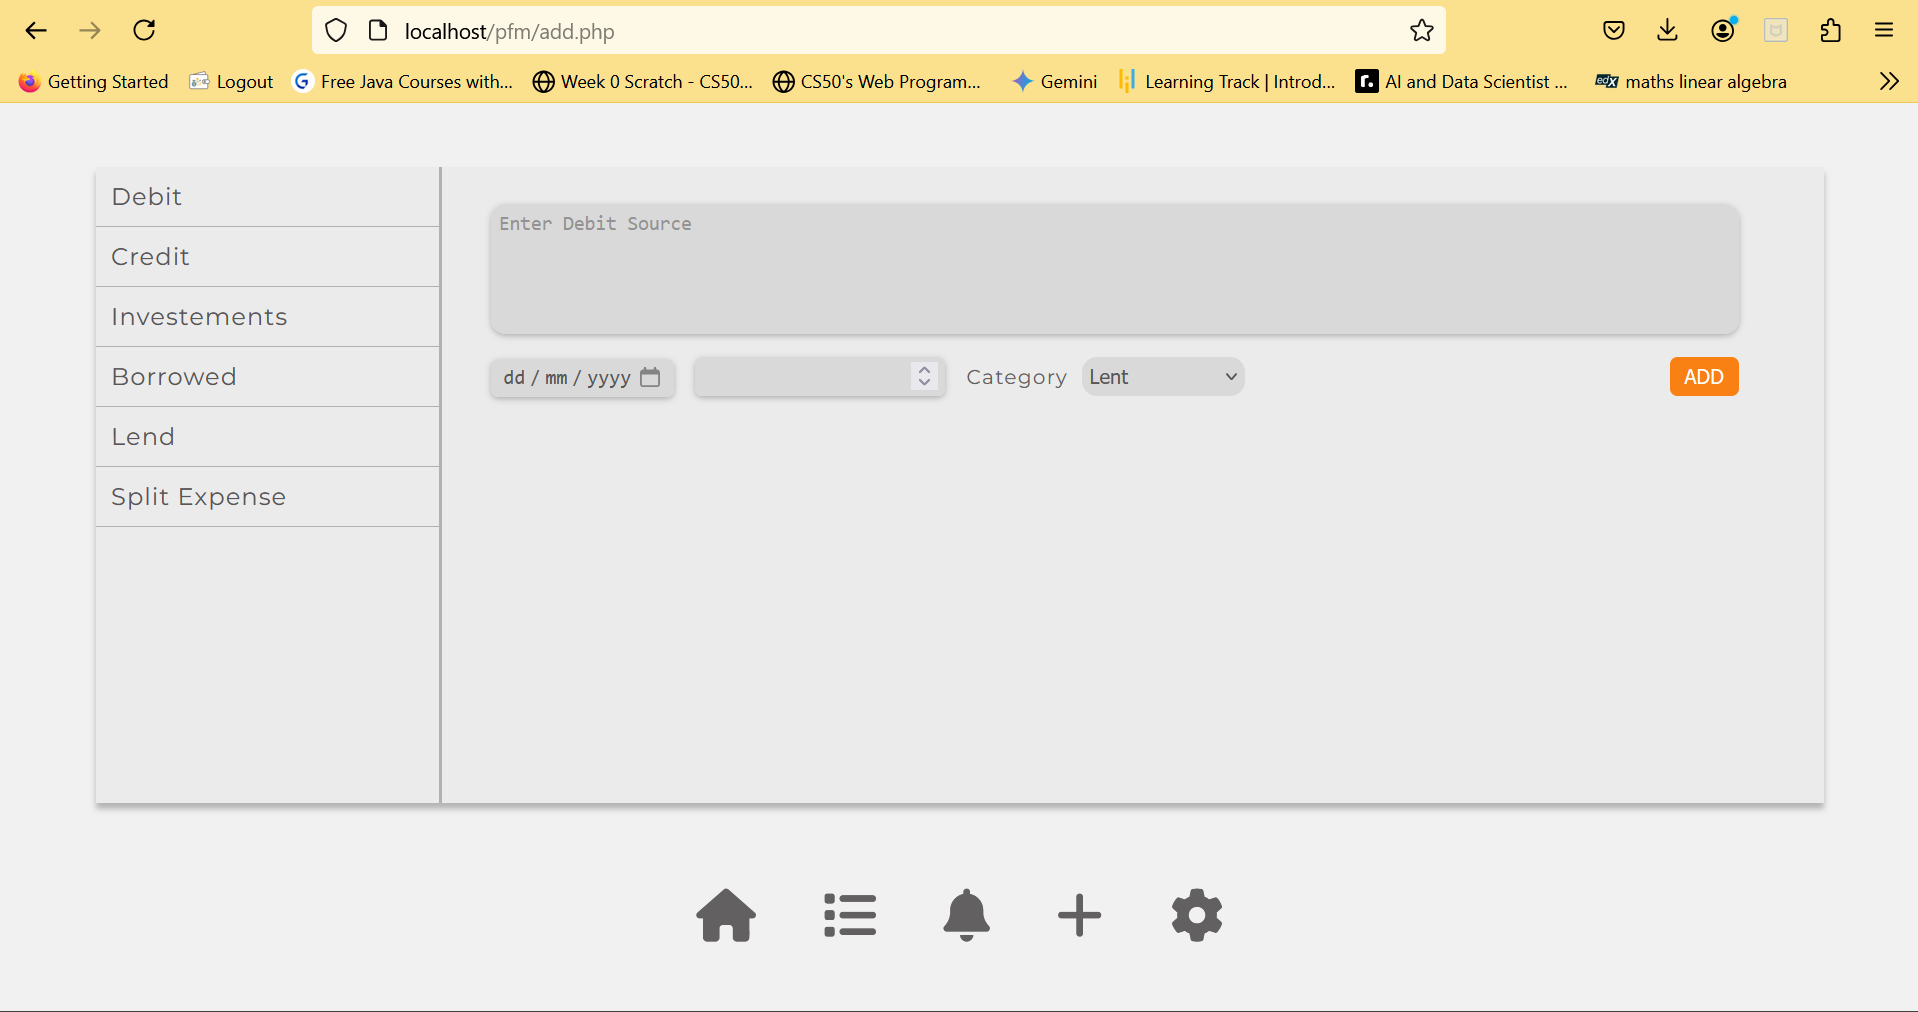 localhost/pfm/add.php
Getting Started Logout Free Java Courses with... Week 0 Scratch - CS50... CS50's Web Program... Gemini Learning Track | Introd... AI and Data Scientist ... edX maths linear algebra
Debit
Credit
Investements
Borrowed
Lend
Split Expense
Enter Debit Source
dd / mm / yyyy Category Lent ADD